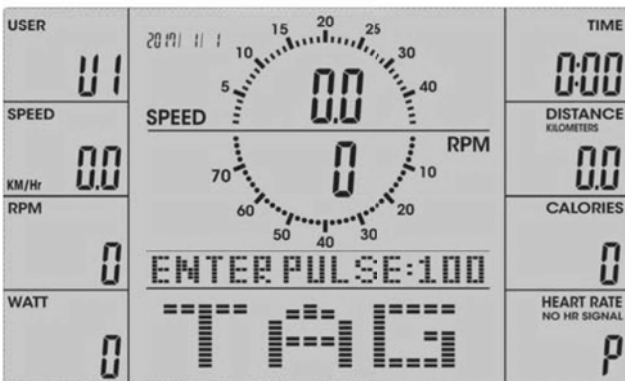 USER
U1
SPEED
KM/Hr 0.0
RPM
0
WATT
0
2017/ 1/ 1
5 10 15 20 25 30 40
SPEED
0.0
RPM
0
10 20 30 40 50 60 70
ENTER PULSE:100
TAG
TIME
0:00
DISTANCE
KILOMETERS
0.0
CALORIES
0
HEART RATE
NO HR SIGNAL
P